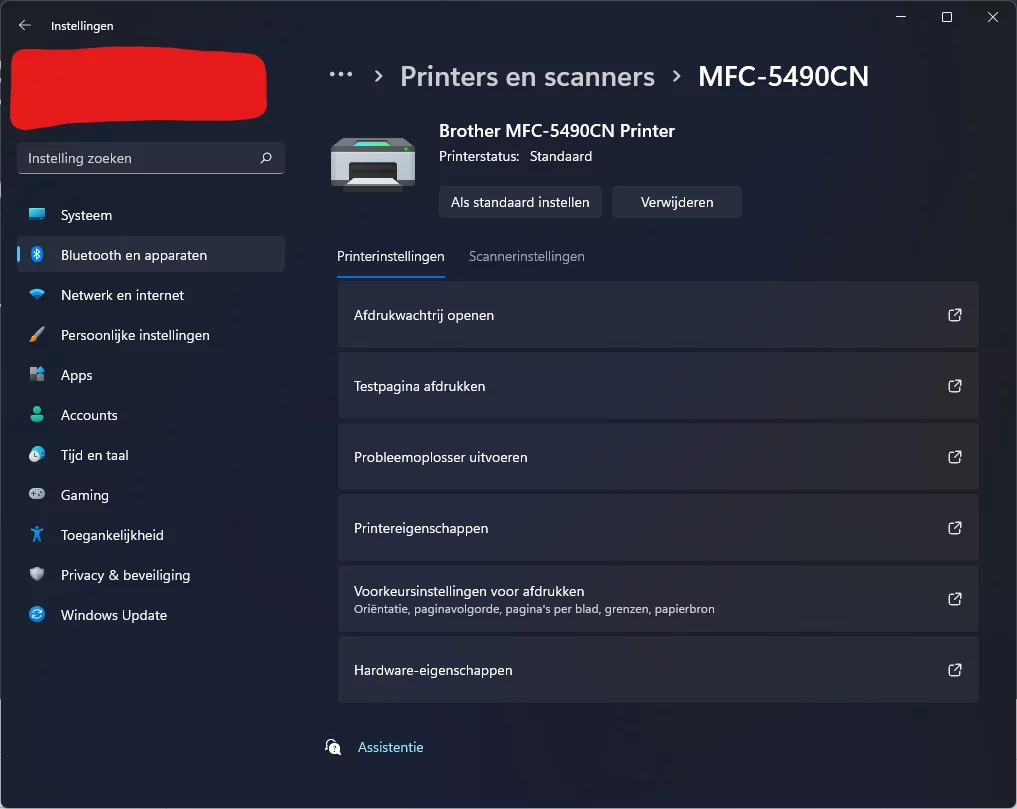 Instellingen
Printers en scanners
MFC-5490CN
Brother MFC-5490CN Printer
Printerstatus: Standaard
Als standaard instellen
Verwijderen
Instelling zoeken
Systeem
Bluetooth en apparaten
Netwerk en internet
Persoonlijke instellingen
Apps
Accounts
Tijd en taal
Gaming
Toegankelijkheid
Privacy & beveiliging
Windows Update
Printerinstellingen
Scannerinstellingen
Afdrukwachtrij openen
Testpagina afdrukken
Probleemoplosser uitvoeren
Printereigenschappen
Voorkeursinstellingen voor afdrukken
Oriëntatie, paginavolgorde, pagina's per blad, grenzen, papierbron
Hardware-eigenschappen
Assistentie